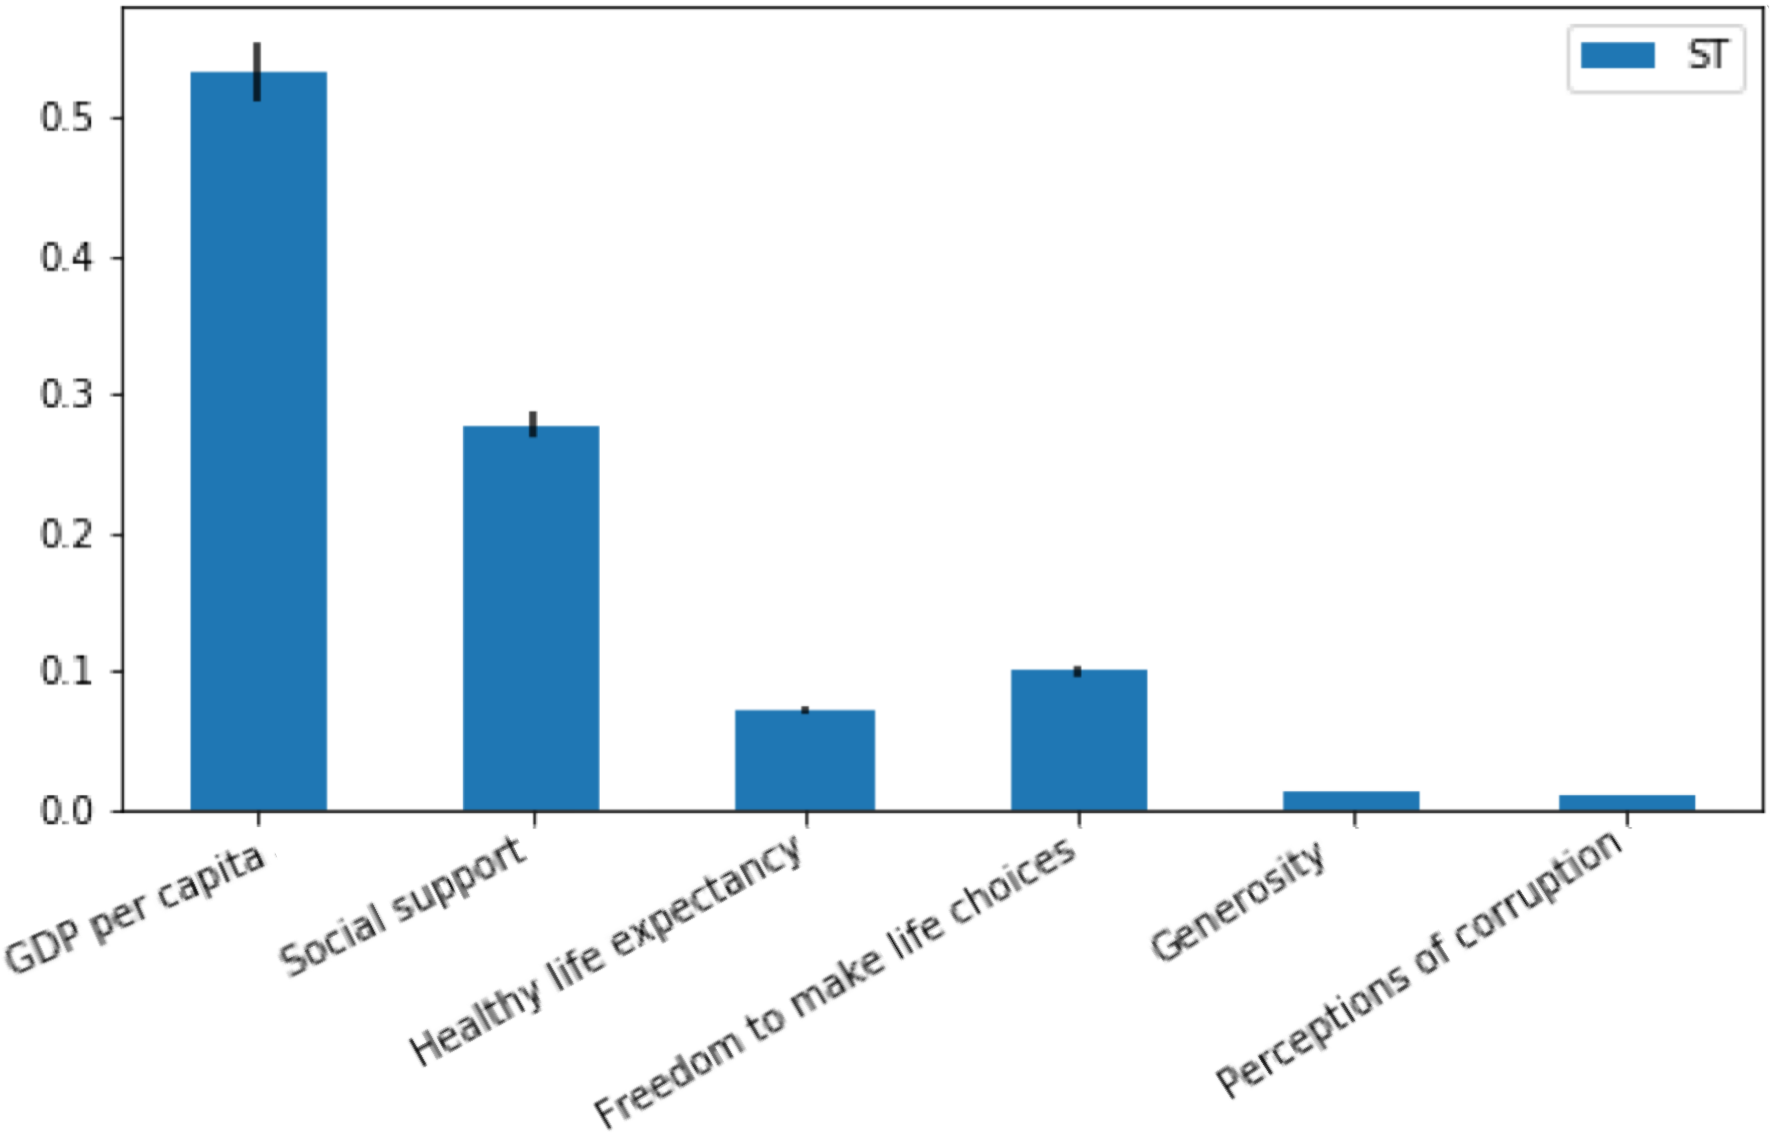 ST
0.5
0.4
0.3
0.2
0.1
0.0
GDP per capita
Social support
Healthy life expectancy
Freedom to make life choices
Generosity
Perceptions of corruption